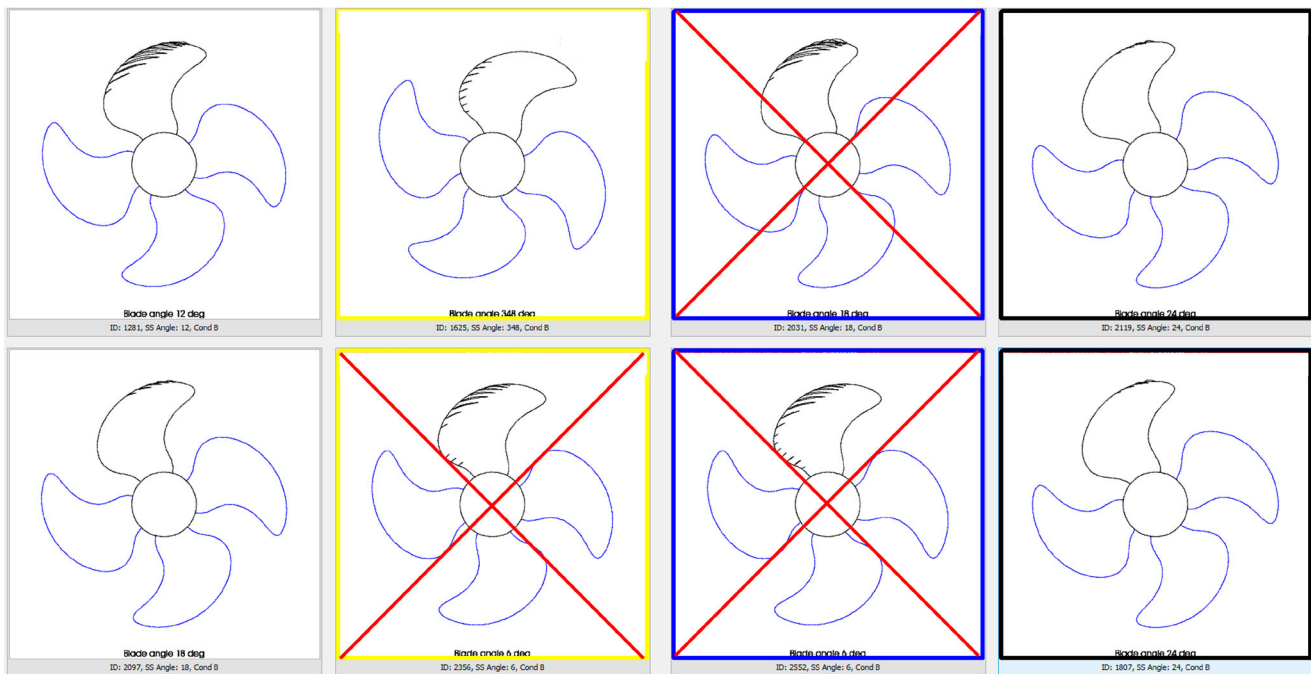 Blade angle 12 deg
ID: 1281, SS Angle: 12, Cond B
Blade angle 348 deg
ID: 1625, SS Angle: 348, Cond B
Blade angle 18 deg
ID: 2031, SS Angle: 18, Cond B
Blade angle 24 deg
ID: 2119, SS Angle: 24, Cond B
Blade angle 18 deg
ID: 2097, SS Angle: 18, Cond B
Blade angle 6 deg
ID: 2356, SS Angle: 6, Cond B
Blade angle 6 deg
ID: 2552, SS Angle: 6, Cond B
Blade angle 24 deg
ID: 1807, SS Angle: 24, Cond B